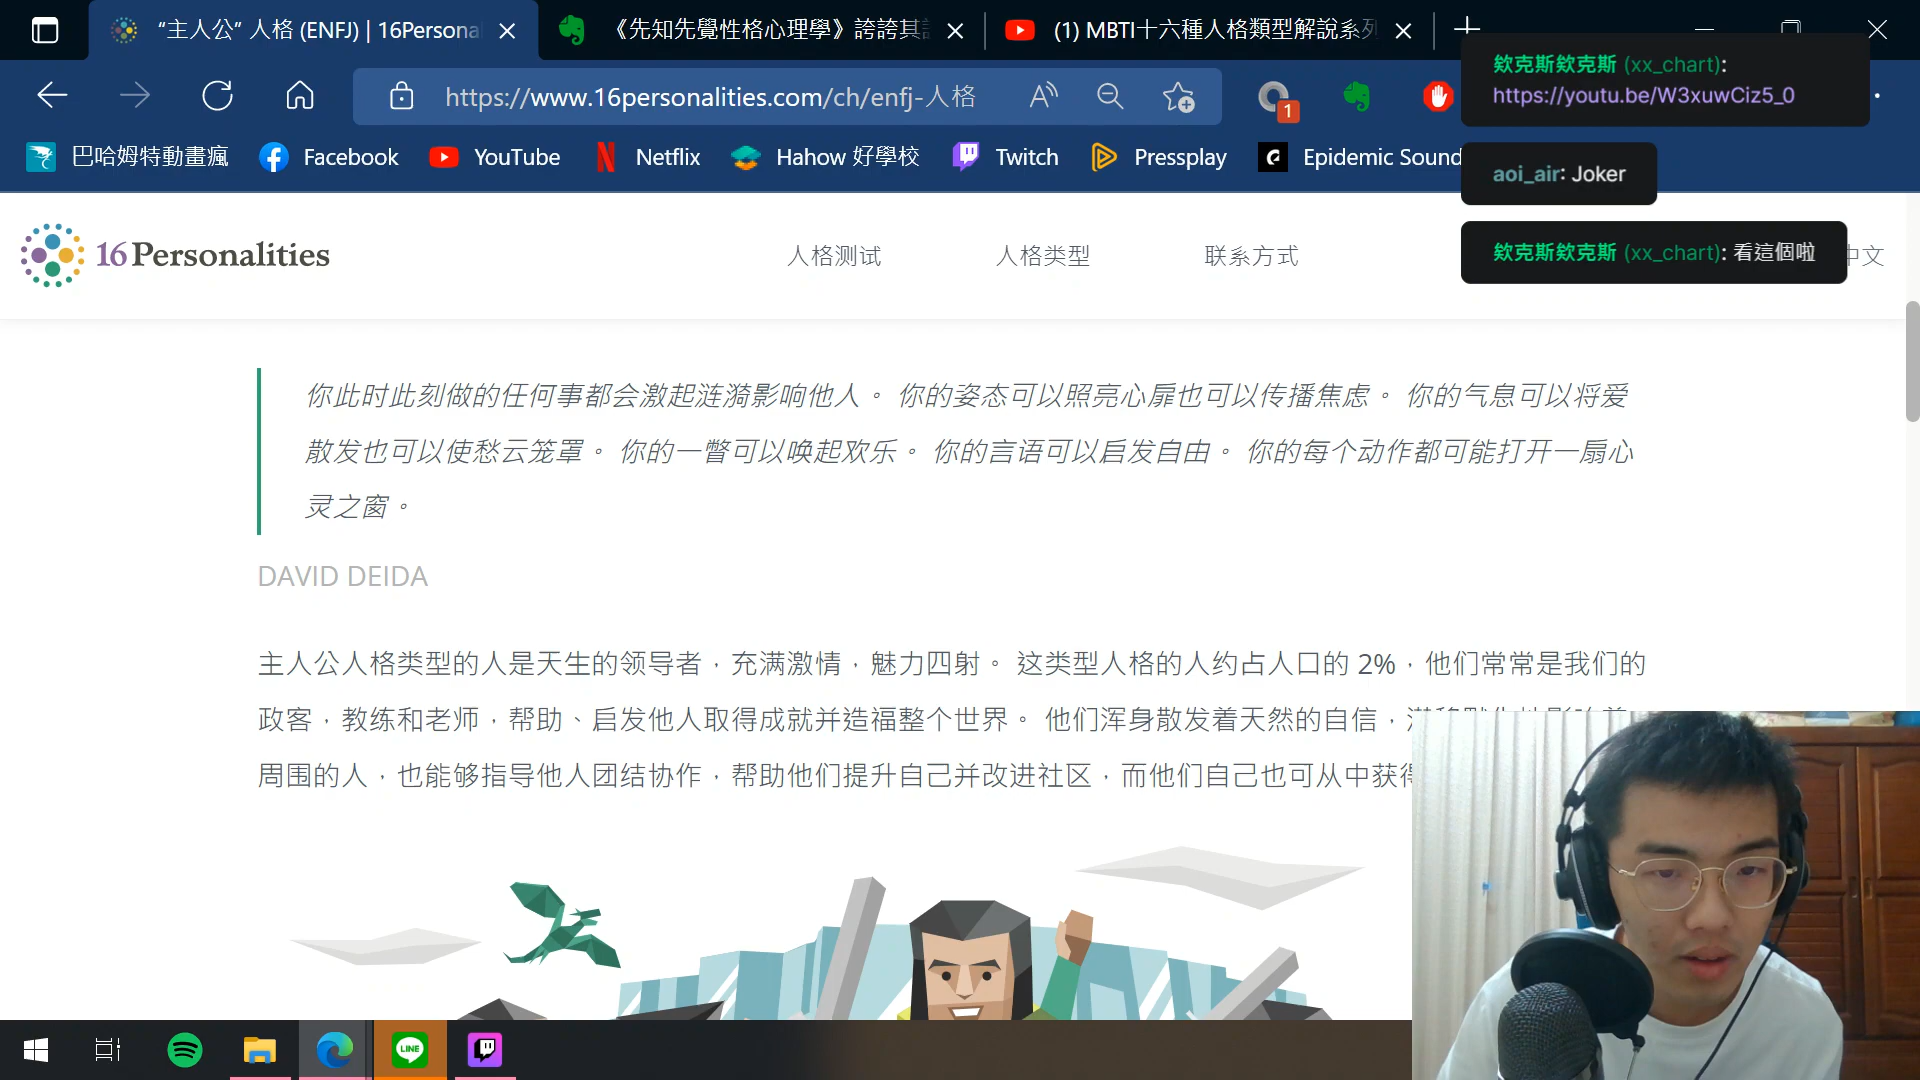 “主人公” 人格 (ENFJ) | 16Persona
《先知先覺性格心理學》誇誇其
(1) MBTI十六種人格類型解說系列
https://www.16personalities.com/ch/enfj-人格
1
欸克斯欸克斯 (xx_chart):
https://youtu.be/W3xuwCiz5_0
巴哈姆特動畫瘋
Facebook
YouTube
Netflix
Hahow 好學校
Twitch
Pressplay
Epidemic Sound
aoi_air: Joker
16Personalities
人格测试
人格类型
联系方式
欸克斯欸克斯 (xx_chart): 看這個啦
中文
你此时此刻做的任何事都会激起涟漪影响他人。 你的姿态可以照亮心扉也可以传播焦虑。 你的气息可以将爱
散发也可以使愁云笼罩。 你的一瞥可以唤起欢乐。 你的言语可以启发自由。 你的每个动作都可能打开一扇心
灵之窗。
DAVID DEIDA
主人公人格类型的人是天生的领导者，充满激情，魅力四射。 这类型人格的人约占人口的 2%，他们常常是我们的
政客，教练和老师，帮助、启发他人取得成就并造福整个世界。 他们浑身散发着天然的自信，
周围的人，也能够指导他人团结协作，帮助他们提升自己并改进社区，而他们自己也可从中获得
LINE